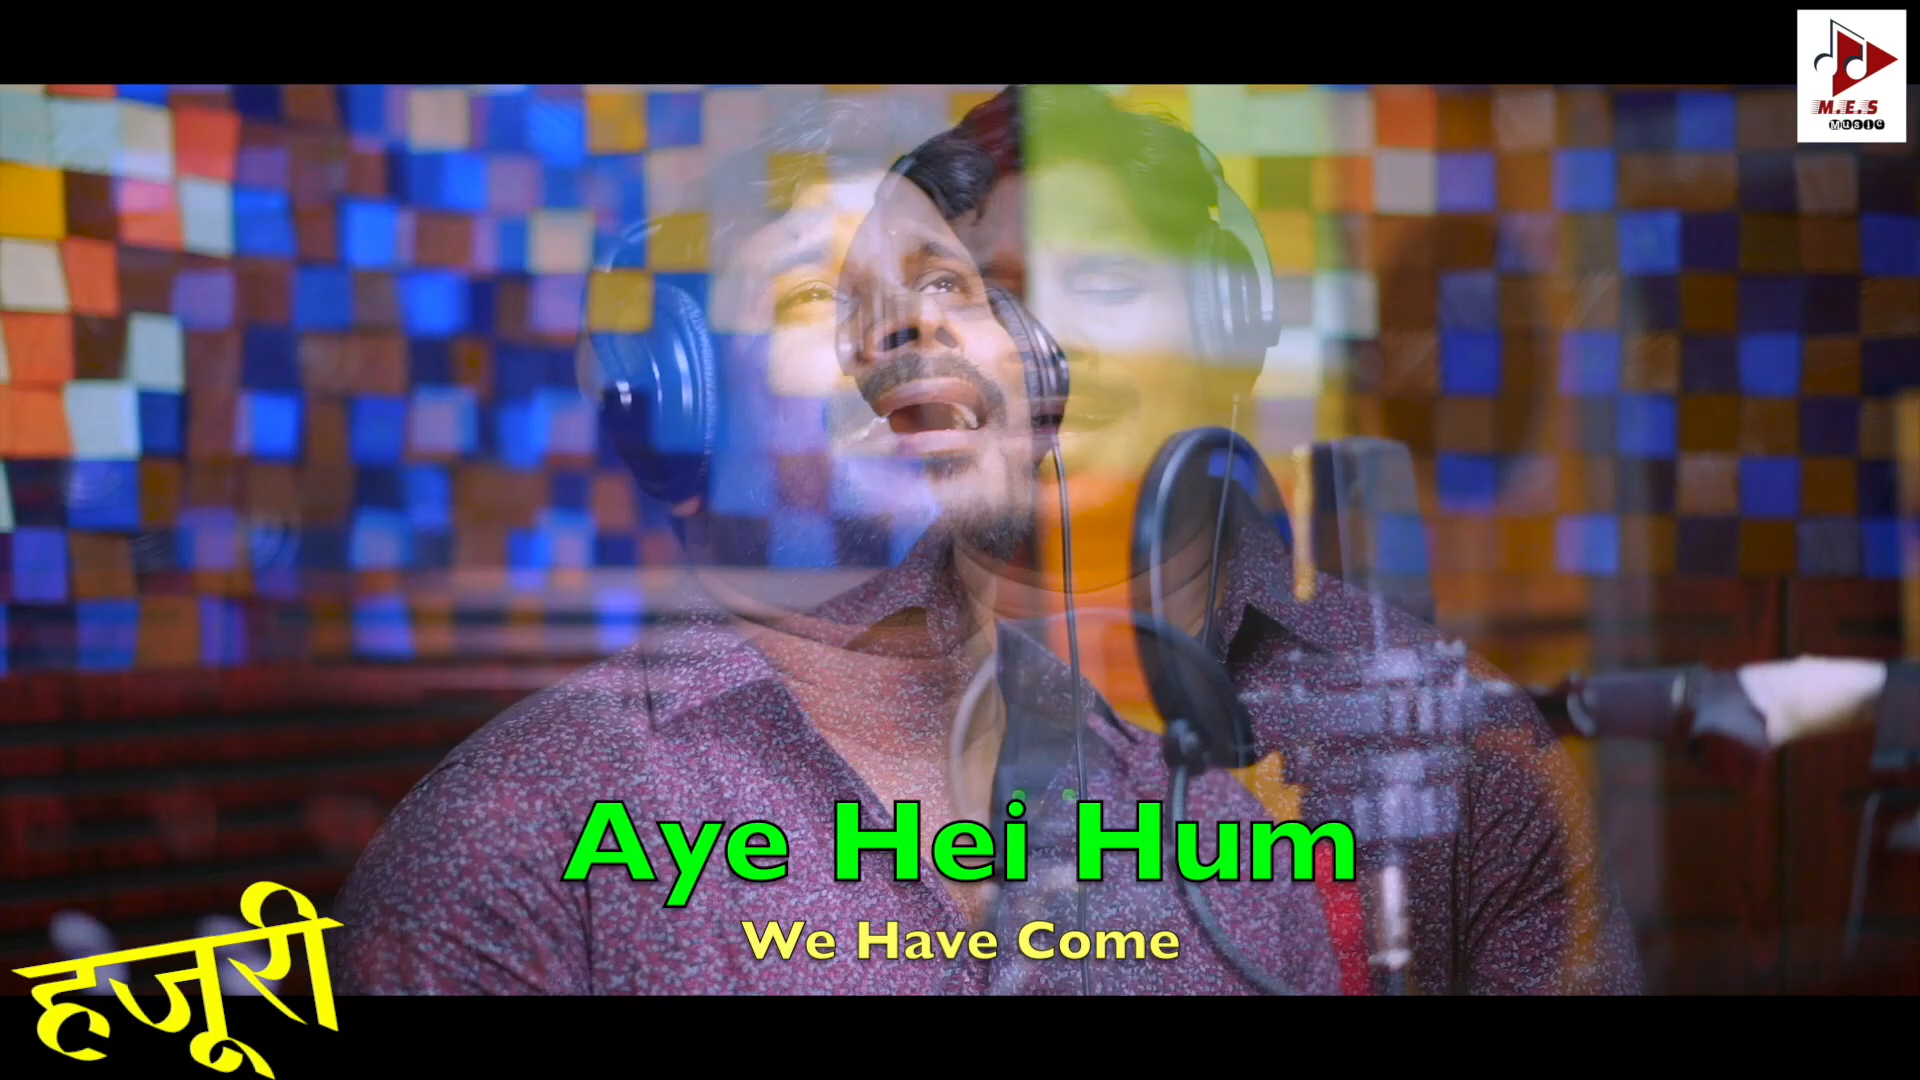 M.E.S
Music
Aye Hei Hum
We Have Come
हजूरी